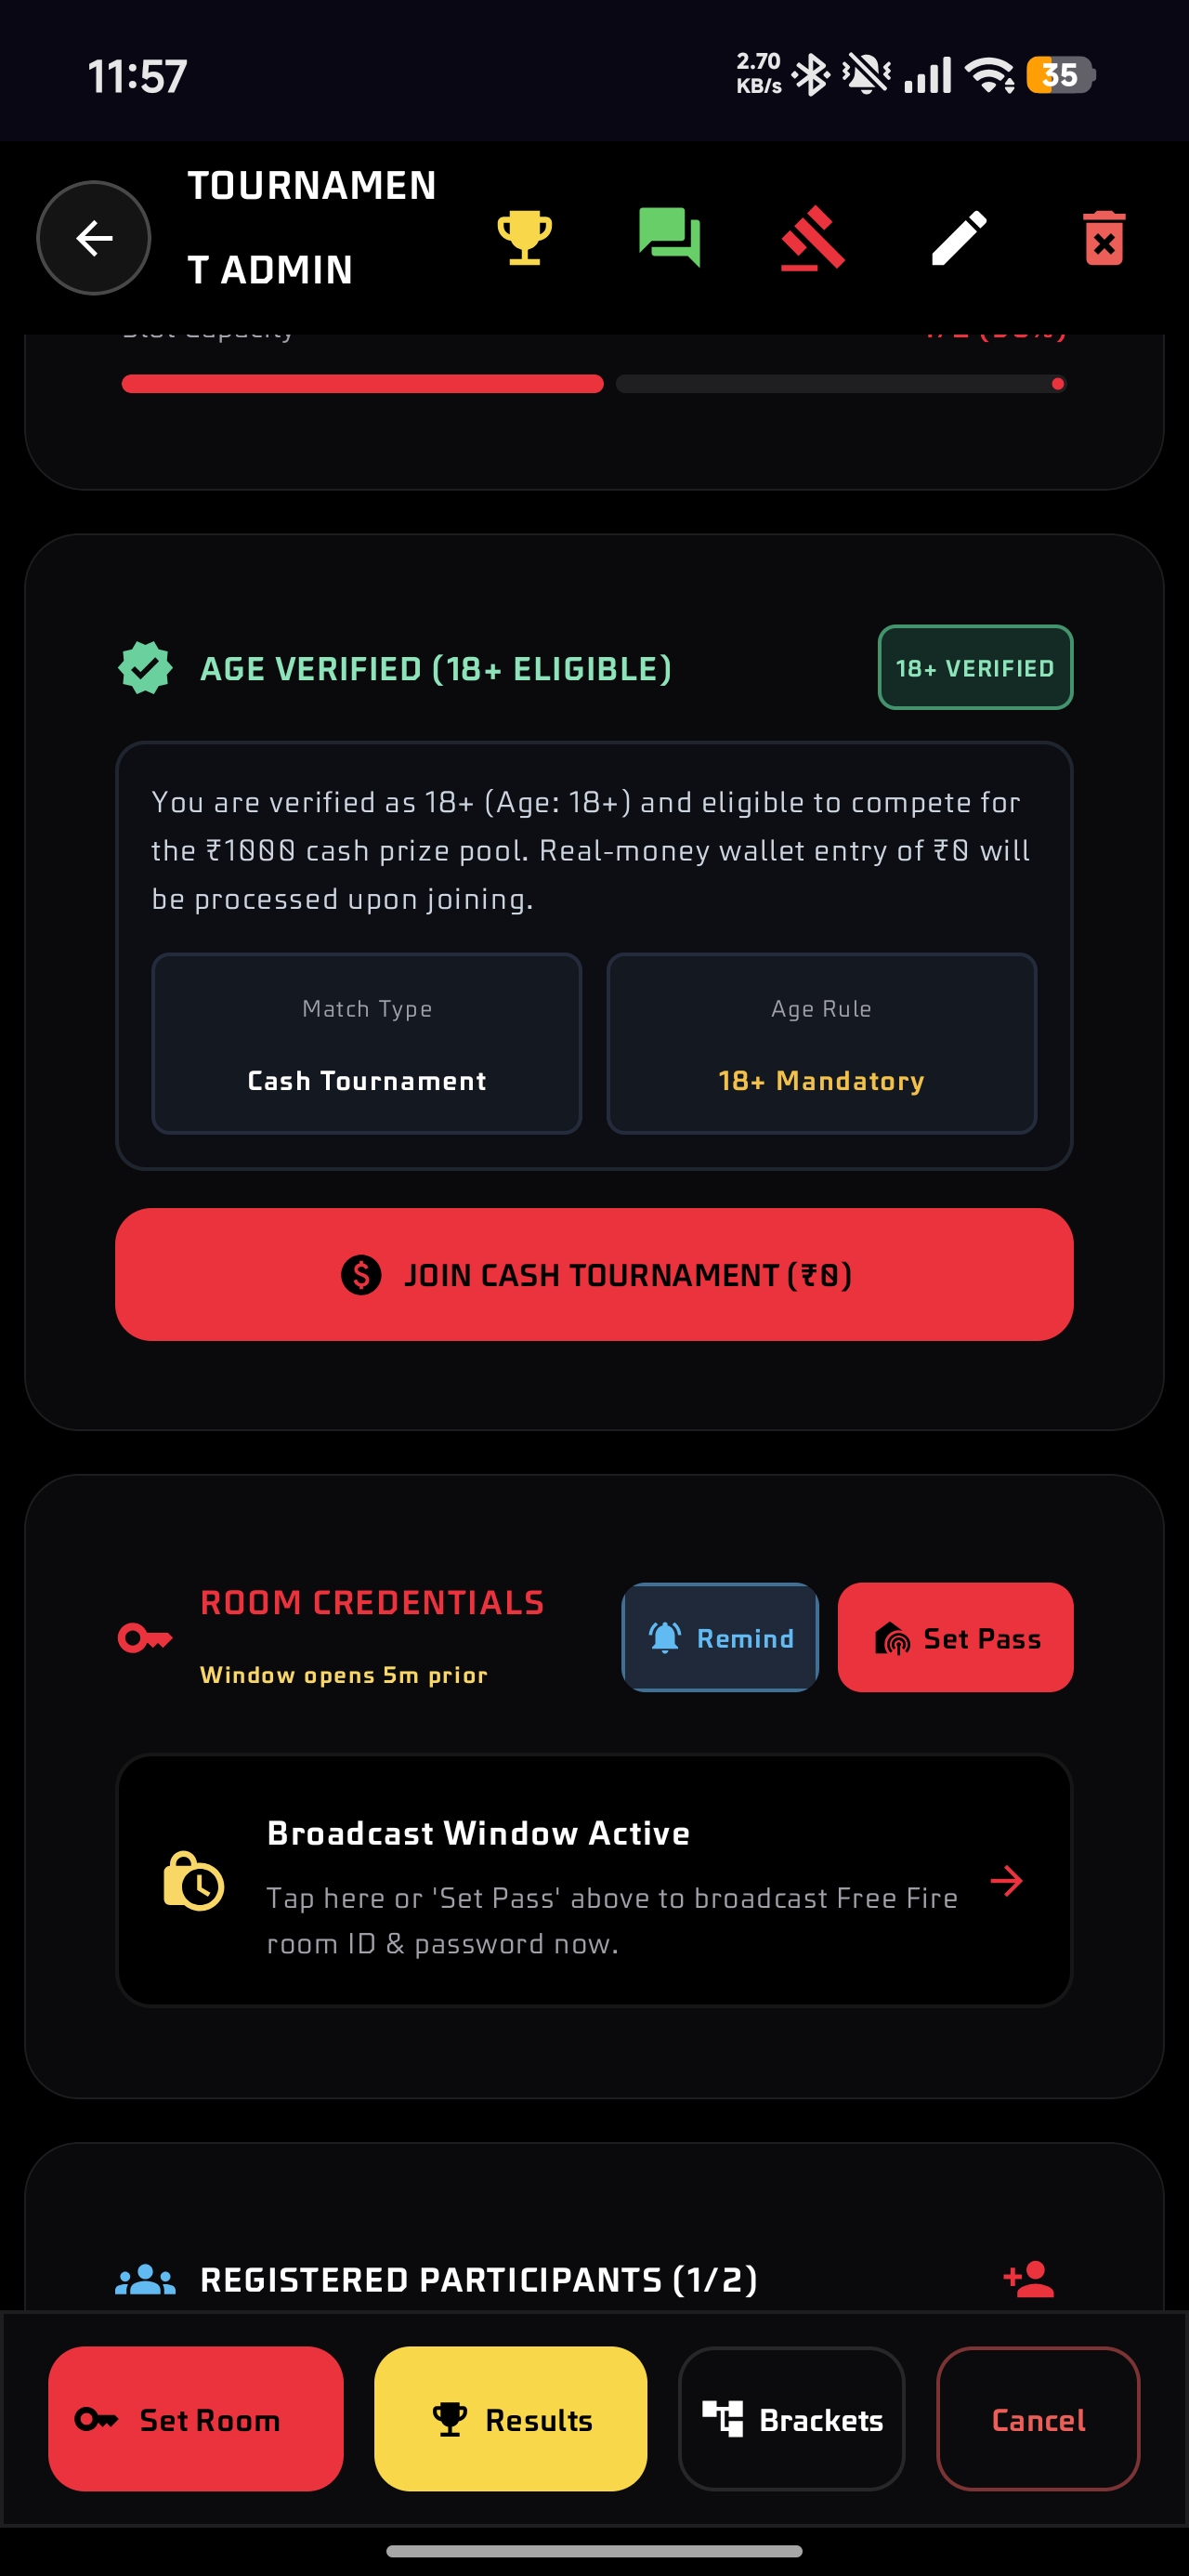 11:57
2.70
KB/s
35
TOURNAMEN
T ADMIN
Slot Capacity
AGE VERIFIED (18+ ELIGIBLE)
18+ VERIFIED
You are verified as 18+ (Age: 18+) and eligible to compete for
the ₹1000 cash prize pool. Real-money wallet entry of ₹0 will
be processed upon joining.
Match Type
Age Rule
Cash Tournament
18+ Mandatory
JOIN CASH TOURNAMENT (₹0)
ROOM CREDENTIALS
Window opens 5m prior
Remind
Set Pass
Broadcast Window Active
Tap here or 'Set Pass' above to broadcast Free Fire
room ID & password now.
REGISTERED PARTICIPANTS (1/2)
Set Room
Results
Brackets
Cancel